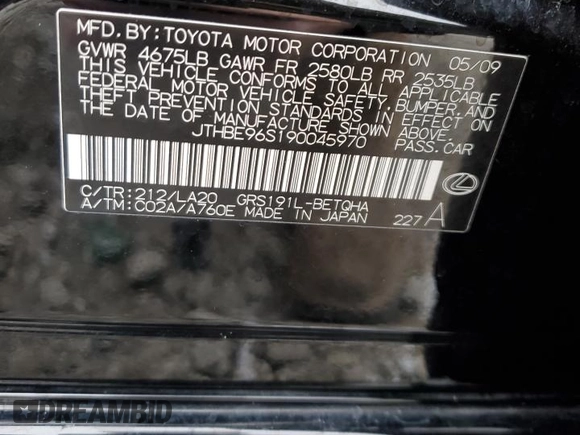 MFD.BY:TOYOTA MOTOR CORPORATION 05/09
GVWR 4675LB GAWR FR 2580LB RR 2535LB
THIS VEHICLE CONFORMS TO ALL APPLICABLE
FEDERAL MOTOR VEHICLE SAFETY, BUMPER, AND
THEFT PREVENTION STANDARDS IN EFFECT ON
THE DATE OF MANUFACTURE SHOWN ABOVE.
JTHBE96S190045970 PASS.CAR
C/TR:212/LA20 GRS191L-BETQHA
A/TM:C02A/A760E MADE IN JAPAN 227 A
DREAMBID